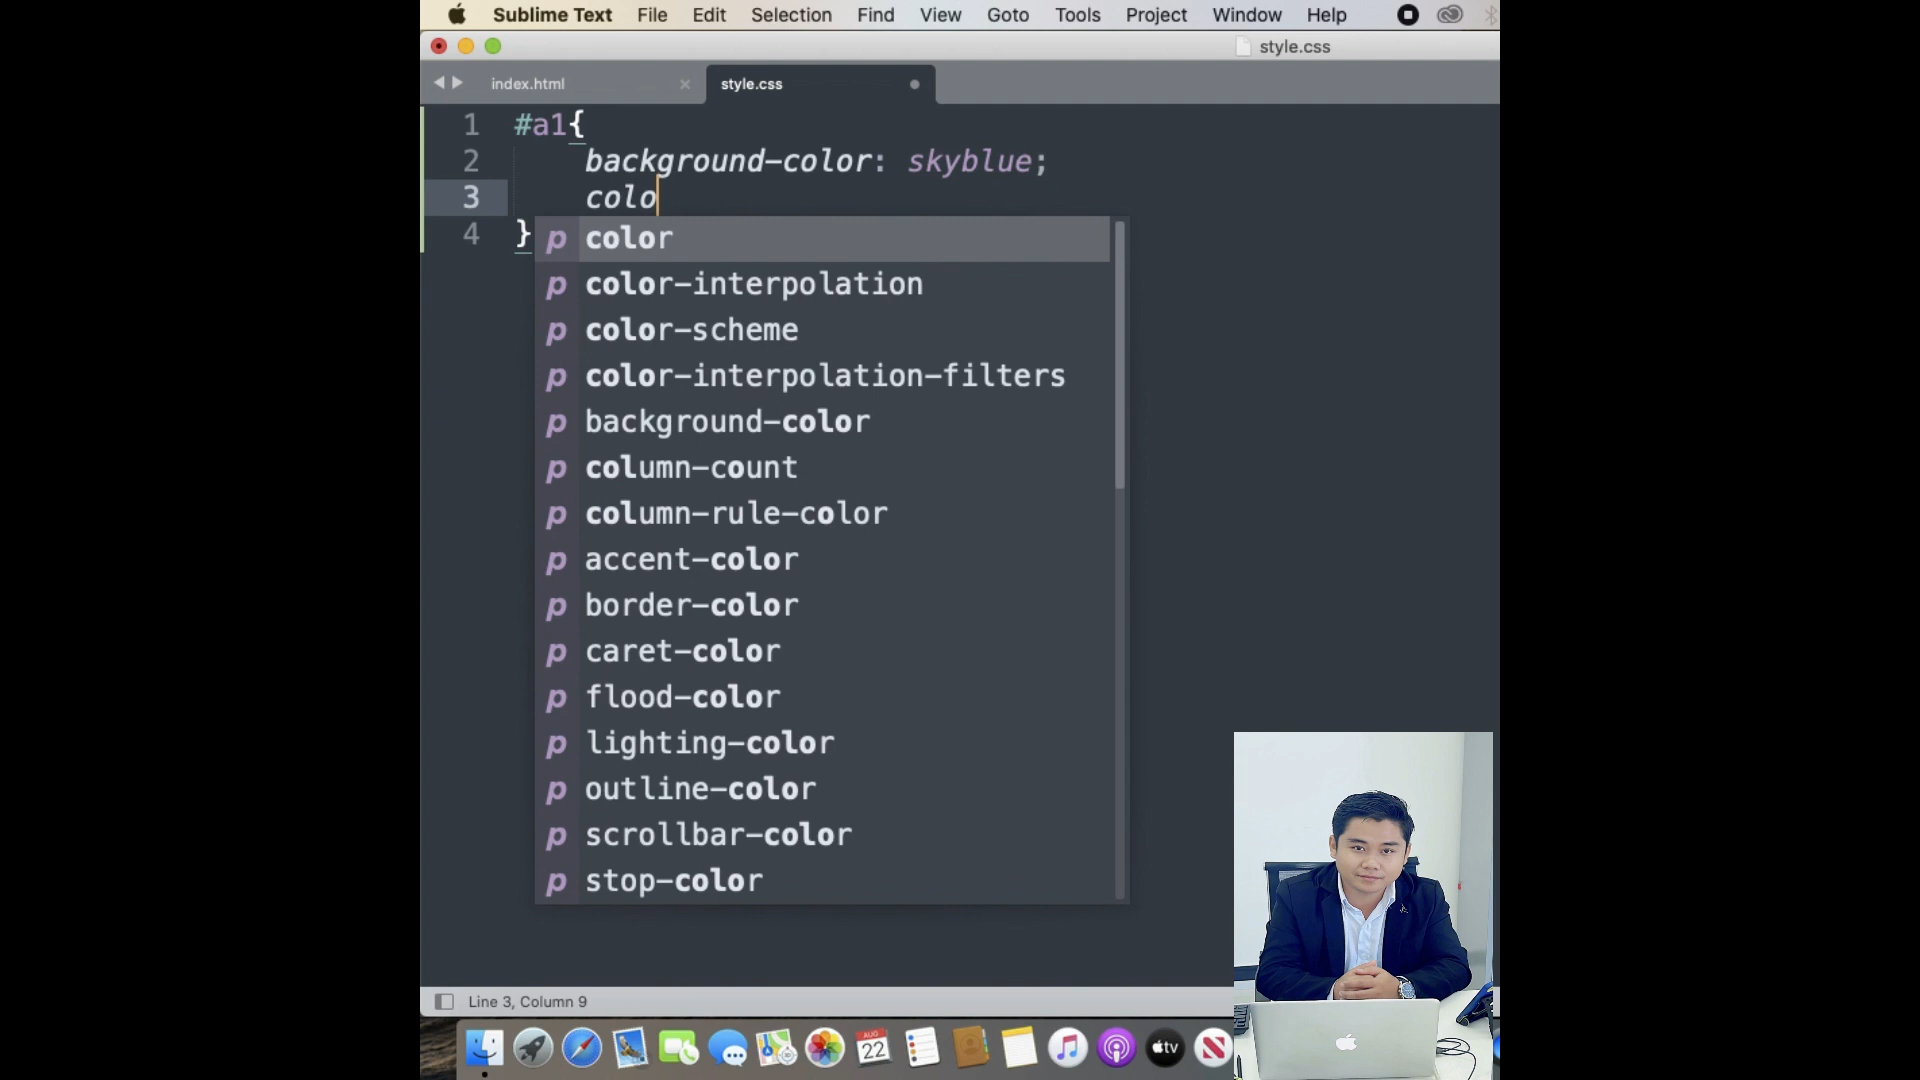 Sublime Text File Edit Selection Find View Goto Tools Project Window Help
style.css
index.html style.css
1 #a1{
2 background-color: skyblue;
3 colo
4 }
p color
p color-interpolation
p color-scheme
p color-interpolation-filters
p background-color
p column-count
p column-rule-color
p accent-color
p border-color
p caret-color
p flood-color
p lighting-color
p outline-color
p scrollbar-color
p stop-color
Line 3, Column 9
AUG
22
tv